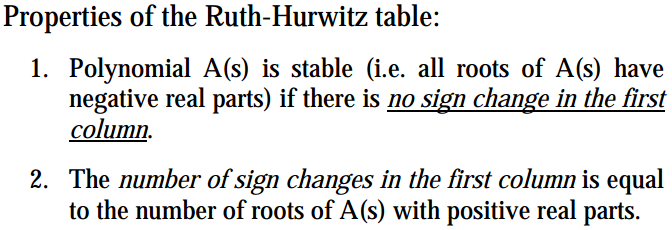 Properties of the Ruth-Hurwitz table:
1. Polynomial A(s) is stable (i.e. all roots of A(s) have
negative real parts) if there is no sign change in the first
column.
2. The number of sign changes in the first column is equal
to the number of roots of A(s) with positive real parts.